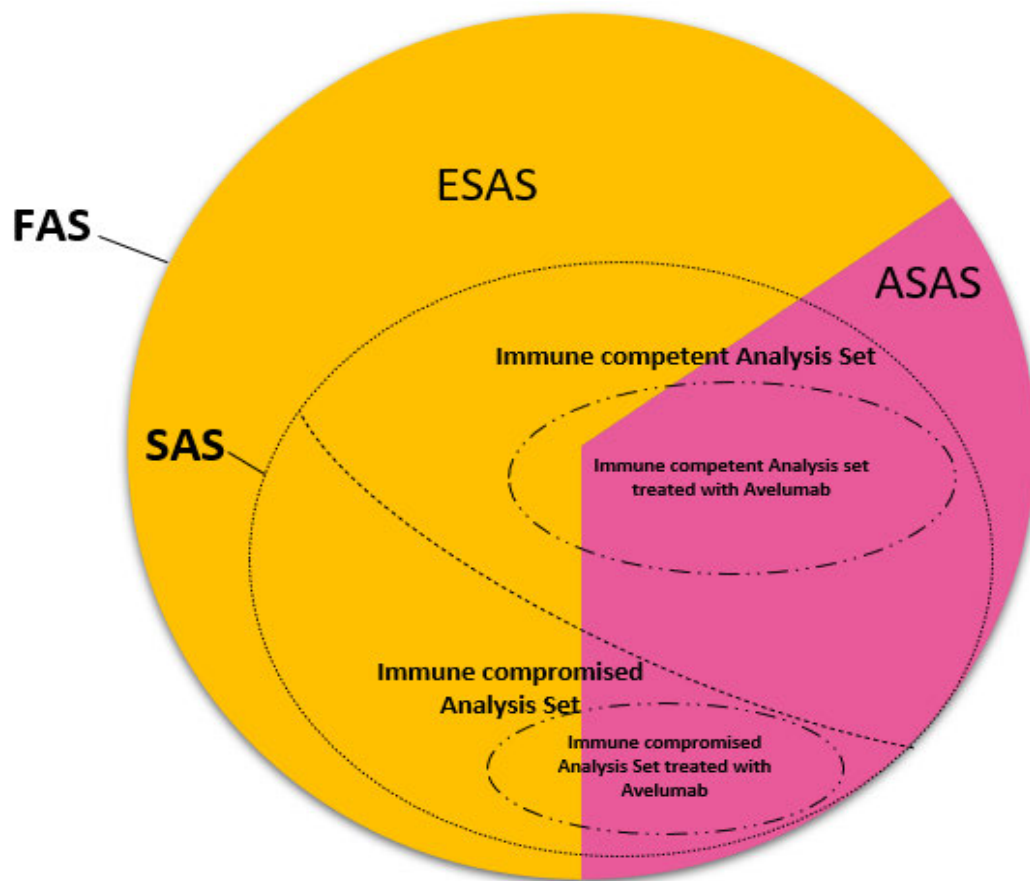 ESAS
FAS
ASAS
Immune competent Analysis Set
SAS
Immune competent Analysis set
treated with Avelumab
Immune compromised
Analysis Set
Immune compromised
Analysis Set treated with
Avelumab